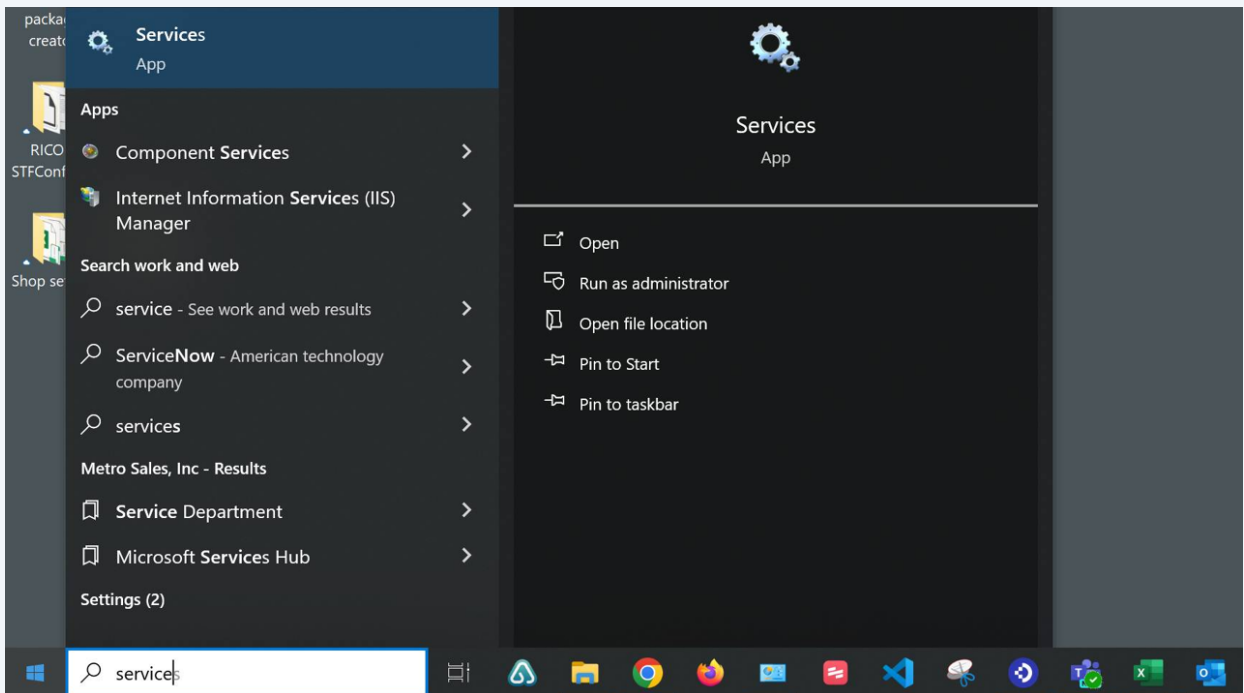 packa
creato
RICO
STFConf
Shop se
Services
App
Apps
Component Services
Internet Information Services (IIS)
Manager
Search work and web
service - See work and web results
ServiceNow - American technology
company
services
Metro Sales, Inc - Results
Service Department
Microsoft Services Hub
Settings (2)
services
Services
App
Open
Run as administrator
Open file location
Pin to Start
Pin to taskbar